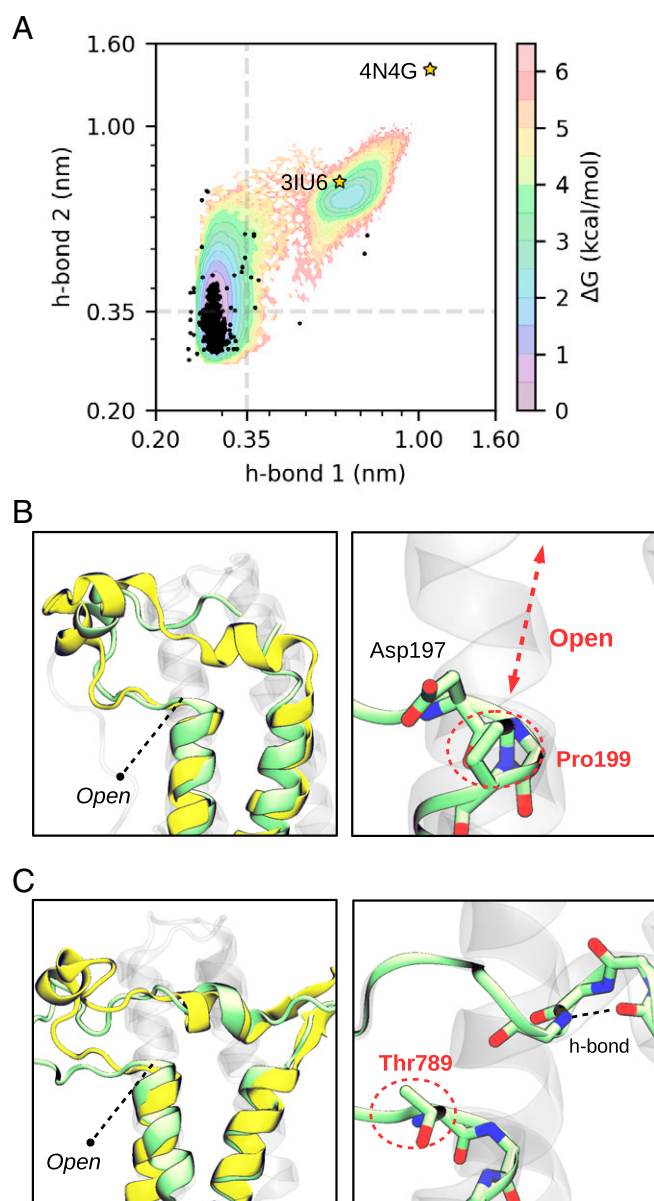 A
1.60
1.00
0.35
0.20
h-bond 2 (nm)
4N4G
3IU6
0.20 0.35 1.00 1.60
h-bond 1 (nm)
6
5
4
3
2
1
0
ΔG (kcal/mol)
B
Open
Asp197
Open
Pro199
C
Open
h-bond
Thr789